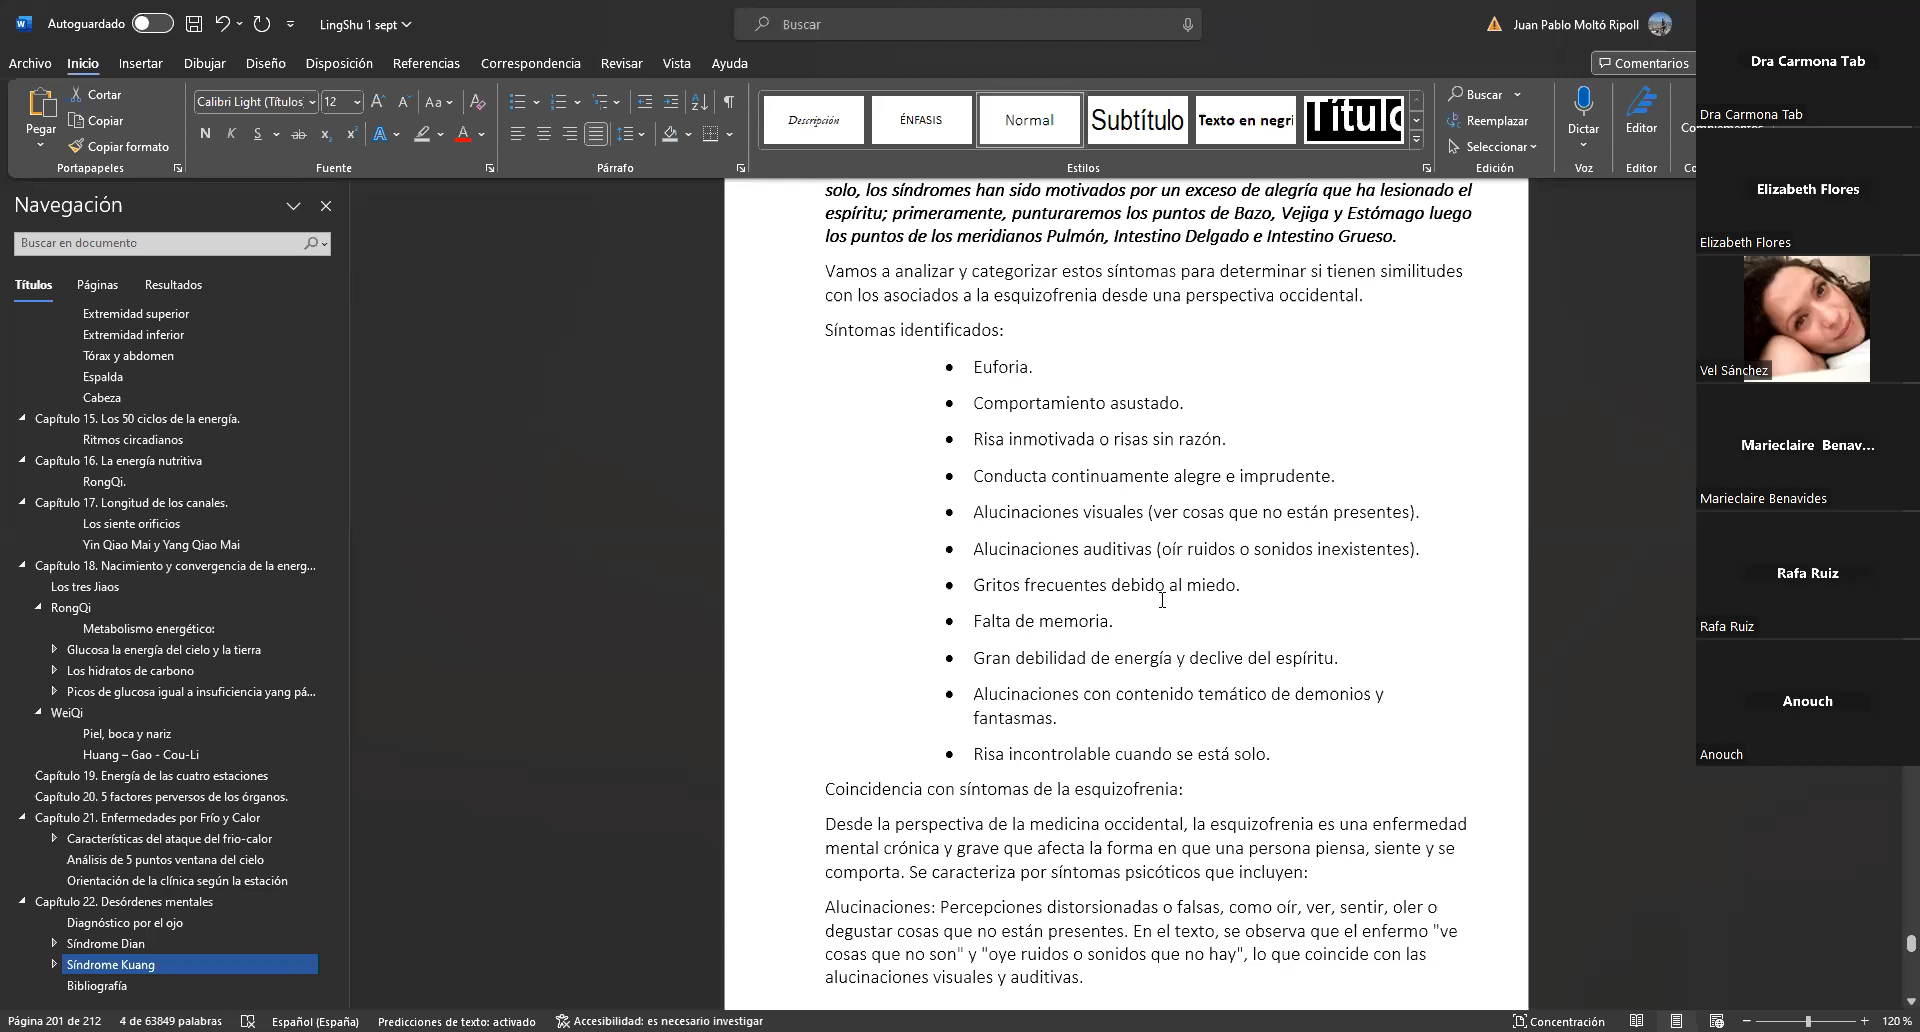 Autoguardado
LingShu 1 sept
Buscar
Juan Pablo Moltó Ripoll
Archivo Inicio Insertar Dibujar Diseño Disposición Referencias Correspondencia Revisar Vista Ayuda
Comentarios
Pegar
Cortar
Copiar
Copiar formato
Portapapeles
Calibri Light (Títulos
12
Aa
N K S ab x₂ x² A A
Fuente
Párrafo
Descripción
ÉNFASIS
Normal
Subtítulo
Texto en negri
Títulc
Estilos
Buscar
Reemplazar
Seleccionar
Edición
Dictar
Voz
Editor
Editor
Navegación
Buscar en documento
Títulos Páginas Resultados
Extremidad superior
Extremidad inferior
Tórax y abdomen
Espalda
Cabeza
Capítulo 15. Los 50 ciclos de la energía.
Ritmos circadianos
Capítulo 16. La energía nutritiva
RongQi.
Capítulo 17. Longitud de los canales.
Los siente orificios
Yin Qiao Mai y Yang Qiao Mai
Capítulo 18. Nacimiento y convergencia de la energ...
Los tres Jiaos
RongQi
Metabolismo energético:
Glucosa la energía del cielo y la tierra
Los hidratos de carbono
Picos de glucosa igual a insuficiencia yang pá...
WeiQi
Piel, boca y nariz
Huang – Gao - Cou-Li
Capítulo 19. Energía de las cuatro estaciones
Capítulo 20. 5 factores perversos de los órganos.
Capítulo 21. Enfermedades por Frío y Calor
Características del ataque del frio-calor
Análisis de 5 puntos ventana del cielo
Orientación de la clínica según la estación
Capítulo 22. Desórdenes mentales
Diagnóstico por el ojo
Síndrome Dian
Síndrome Kuang
Bibliografía
solo, los síndromes han sido motivados por un exceso de alegría que ha lesionado el
espíritu; primeramente, punturaremos los puntos de Bazo, Vejiga y Estómago luego
los puntos de los meridianos Pulmón, Intestino Delgado e Intestino Grueso.
Vamos a analizar y categorizar estos síntomas para determinar si tienen similitudes
con los asociados a la esquizofrenia desde una perspectiva occidental.
Síntomas identificados:
• Euforia.
• Comportamiento asustado.
• Risa inmotivada o risas sin razón.
• Conducta continuamente alegre e imprudente.
• Alucinaciones visuales (ver cosas que no están presentes).
• Alucinaciones auditivas (oír ruidos o sonidos inexistentes).
• Gritos frecuentes debido al miedo.
• Falta de memoria.
• Gran debilidad de energía y declive del espíritu.
• Alucinaciones con contenido temático de demonios y
fantasmas.
• Risa incontrolable cuando se está solo.
Coincidencia con síntomas de la esquizofrenia:
Desde la perspectiva de la medicina occidental, la esquizofrenia es una enfermedad
mental crónica y grave que afecta la forma en que una persona piensa, siente y se
comporta. Se caracteriza por síntomas psicóticos que incluyen:
Alucinaciones: Percepciones distorsionadas o falsas, como oír, ver, sentir, oler o
degustar cosas que no están presentes. En el texto, se observa que el enfermo "ve
cosas que no son" y "oye ruidos o sonidos que no hay", lo que coincide con las
alucinaciones visuales y auditivas.
Dra Carmona Tab
Dra Carmona Tab
Elizabeth Flores
Elizabeth Flores
Vel Sánchez
Marieclaire Benav...
Marieclaire Benavides
Rafa Ruiz
Rafa Ruiz
Anouch
Anouch
Página 201 de 212
4 de 63849 palabras
Español (España)
Predicciones de texto: activado
Accesibilidad: es necesario investigar
Concentración
120 %